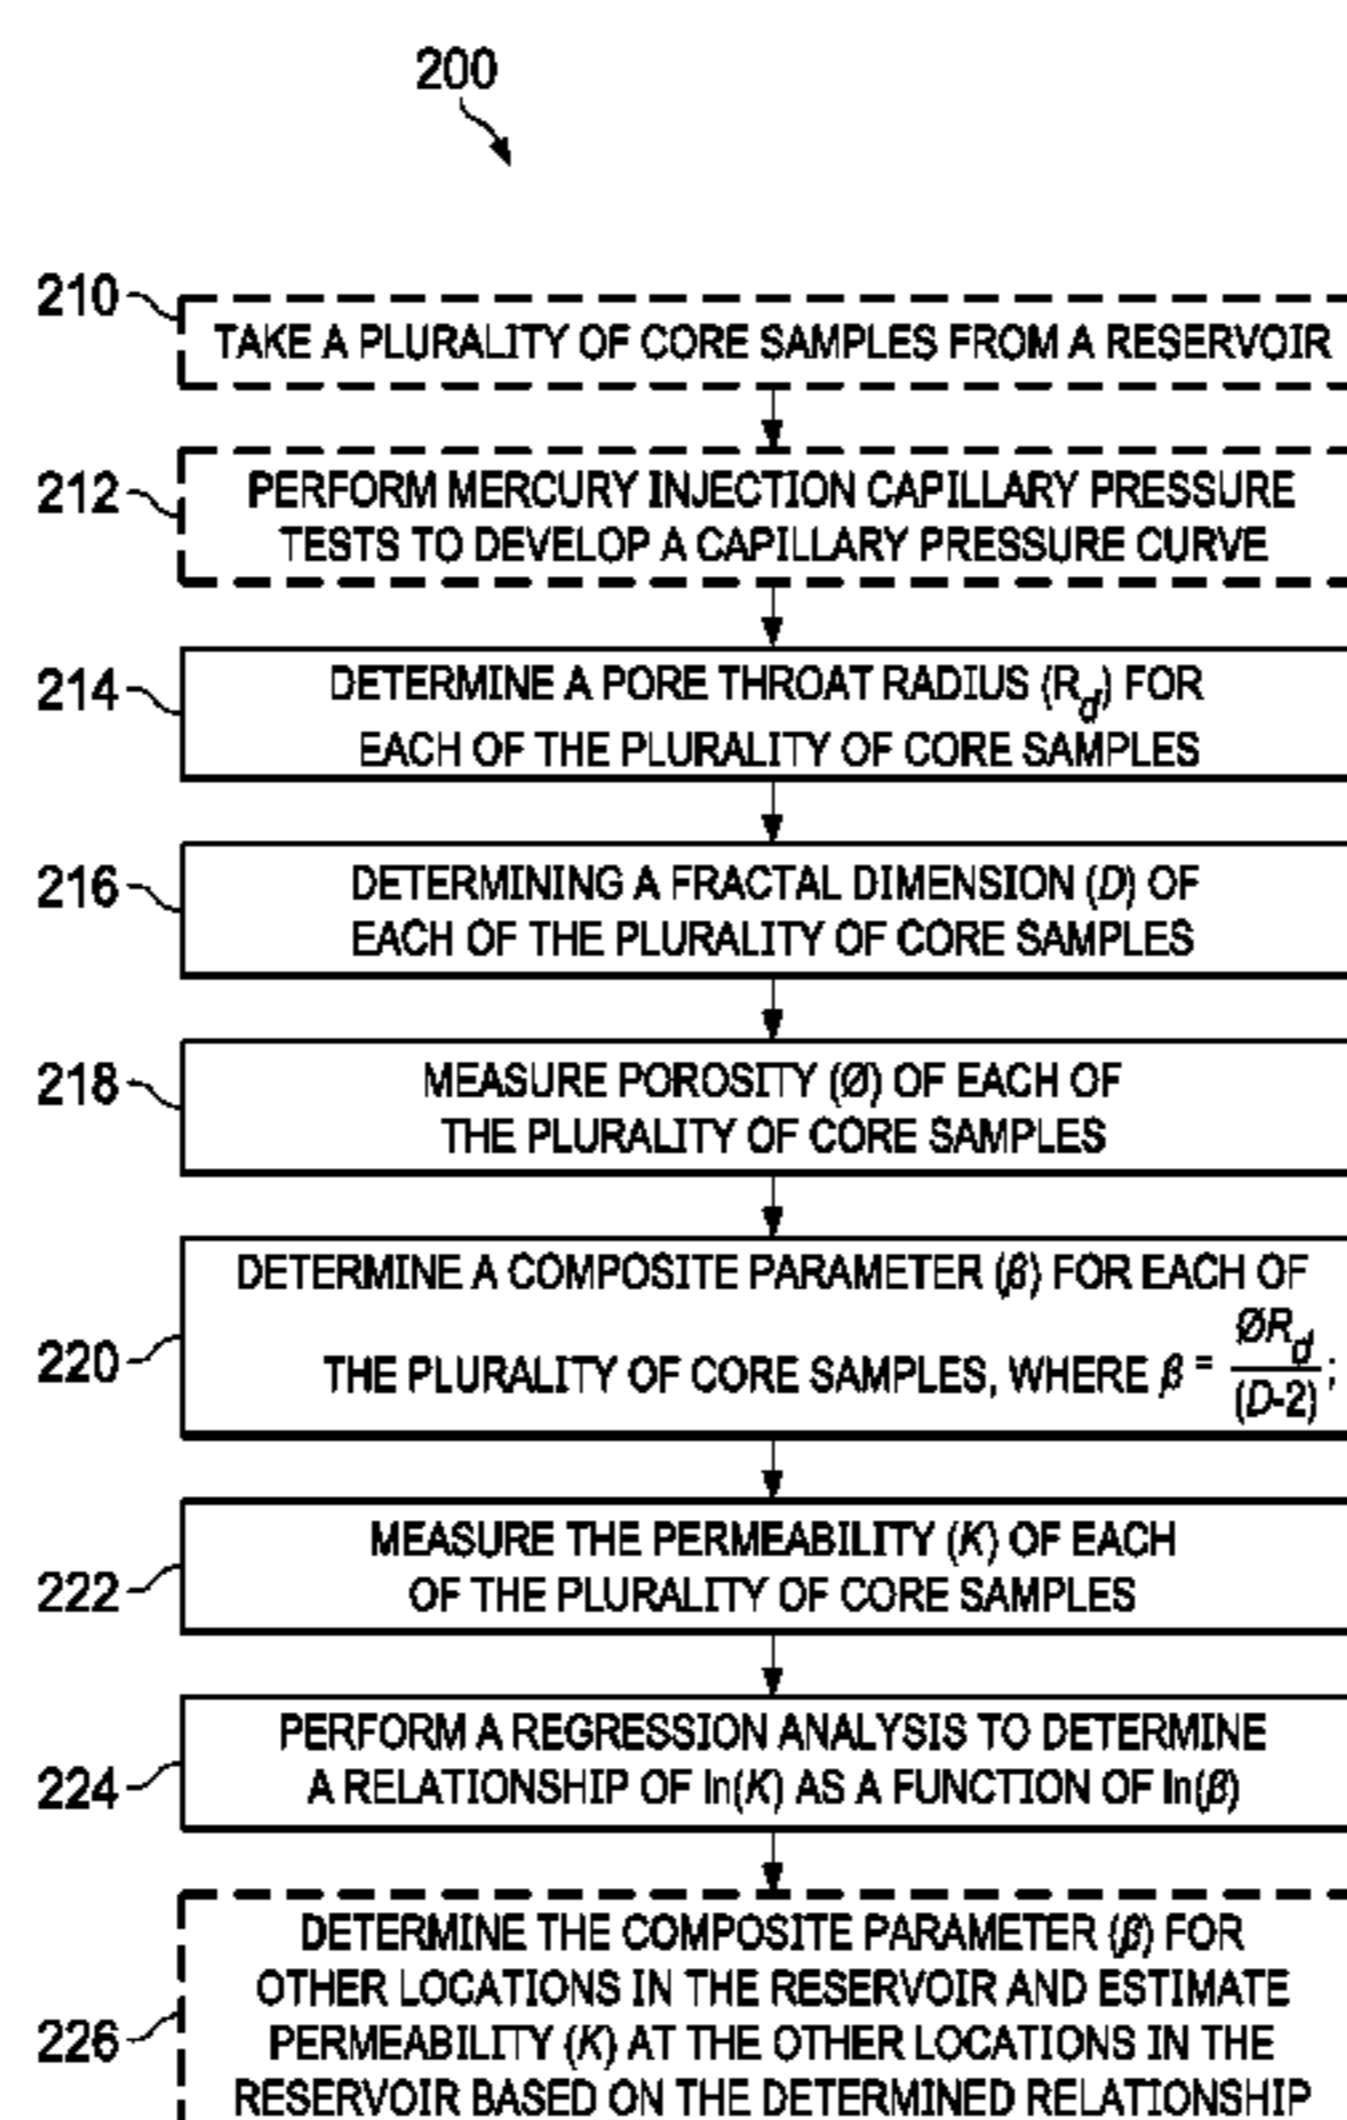 200
210
TAKE A PLURALITY OF CORE SAMPLES FROM A RESERVOIR
212
PERFORM MERCURY INJECTION CAPILLARY PRESSURE
TESTS TO DEVELOP A CAPILLARY PRESSURE CURVE
214
DETERMINE A PORE THROAT RADIUS (R_d) FOR
EACH OF THE PLURALITY OF CORE SAMPLES
216
DETERMINING A FRACTAL DIMENSION (D) OF
EACH OF THE PLURALITY OF CORE SAMPLES
218
MEASURE POROSITY (Ø) OF EACH OF
THE PLURALITY OF CORE SAMPLES
220
DETERMINE A COMPOSITE PARAMETER (β) FOR EACH OF
THE PLURALITY OF CORE SAMPLES, WHERE β = ØR_d/(D-2);
222
MEASURE THE PERMEABILITY (K) OF EACH
OF THE PLURALITY OF CORE SAMPLES
224
PERFORM A REGRESSION ANALYSIS TO DETERMINE
A RELATIONSHIP OF ln(K) AS A FUNCTION OF ln(β)
226
DETERMINE THE COMPOSITE PARAMETER (β) FOR
OTHER LOCATIONS IN THE RESERVOIR AND ESTIMATE
PERMEABILITY (K) AT THE OTHER LOCATIONS IN THE
RESERVOIR BASED ON THE DETERMINED RELATIONSHIP